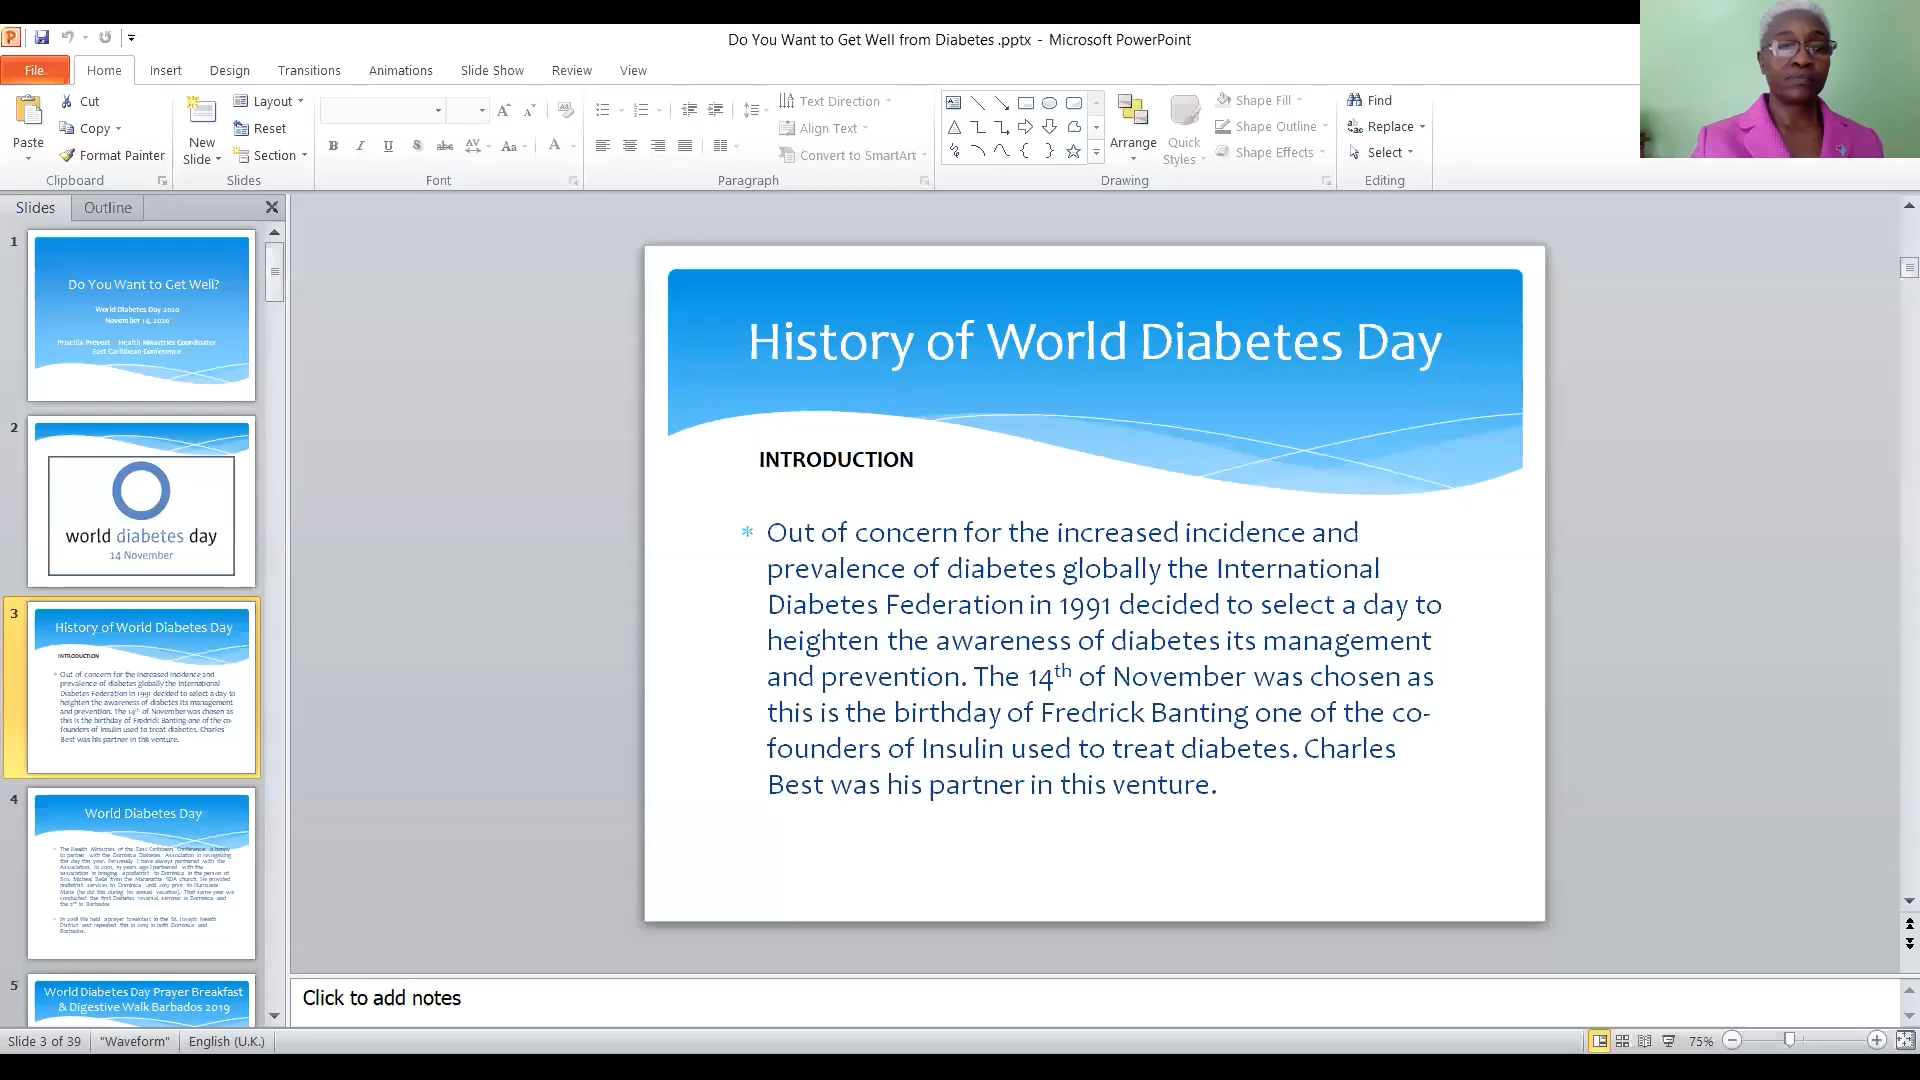 Do You Want to Get Well from Diabetes .pptx - Microsoft PowerPoint
File Home Insert Design Transitions Animations Slide Show Review View
Paste
Cut
Copy
Format Painter
Clipboard
New Slide
Layout
Reset
Section
Slides
Font
Paragraph
Text Direction
Align Text
Convert to SmartArt
Arrange
Quick Styles
Shape Fill
Shape Outline
Shape Effects
Drawing
Find
Replace
Select
Editing
Slides Outline
1
Do You Want to Get Well?
World Diabetes Day 2020
November 14, 2020
Priscilla Prevost Health Ministries Coordinator
East Caribbean Conference
2
world diabetes day
14 November
3
History of World Diabetes Day
INTRODUCTION
Out of concern for the increased incidence and
prevalence of diabetes globally the International
Diabetes Federation in 1991 decided to select a day to
heighten the awareness of diabetes its management
and prevention. The 14th of November was chosen as
this is the birthday of Fredrick Banting one of the co-
founders of Insulin used to treat diabetes. Charles
Best was his partner in this venture.
4
World Diabetes Day
5
World Diabetes Day Prayer Breakfast
& Digestive Walk Barbados 2019
History of World Diabetes Day
INTRODUCTION
* Out of concern for the increased incidence and
prevalence of diabetes globally the International
Diabetes Federation in 1991 decided to select a day to
heighten the awareness of diabetes its management
and prevention. The 14th of November was chosen as
this is the birthday of Fredrick Banting one of the co-
founders of Insulin used to treat diabetes. Charles
Best was his partner in this venture.
Click to add notes
Slide 3 of 39 "Waveform" English (U.K.) 75%